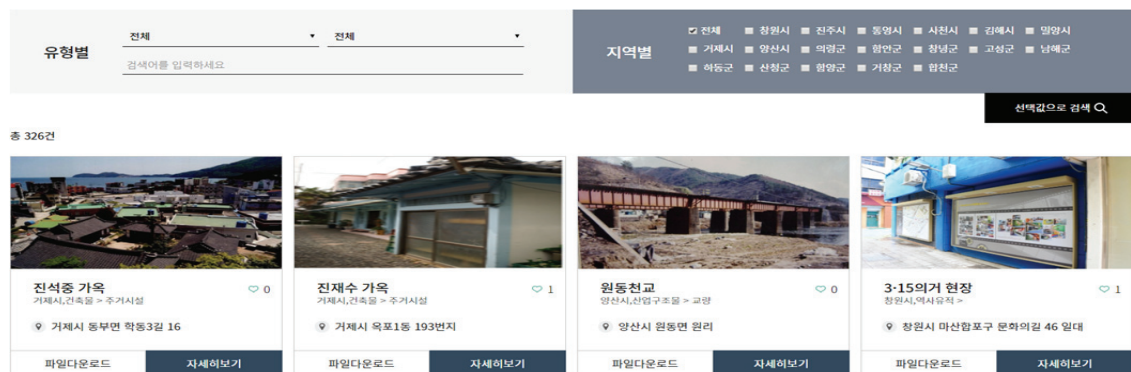 유형별
전체
전체
검색어를 입력하세요
지역별
전체 창원시 진주시 통영시 사천시 김해시 밀양시
거제시 양산시 의령군 함안군 창녕군 고성군 남해군
하동군 산청군 함양군 거창군 합천군
선택값으로 검색
총 326건
진석중 가옥 0
거제시,건축물 > 주거시설
거제시 동부면 학동3길 16
파일다운로드 자세히보기
진재수 가옥 1
거제시,건축물 > 주거시설
거제시 옥포1동 193번지
파일다운로드 자세히보기
원동천교 0
양산시,산업구조물 > 교량
양산시 원동면 원리
파일다운로드 자세히보기
3·15의거 현장 1
창원시,역사유적 >
창원시 마산합포구 문화의길 46 일대
파일다운로드 자세히보기